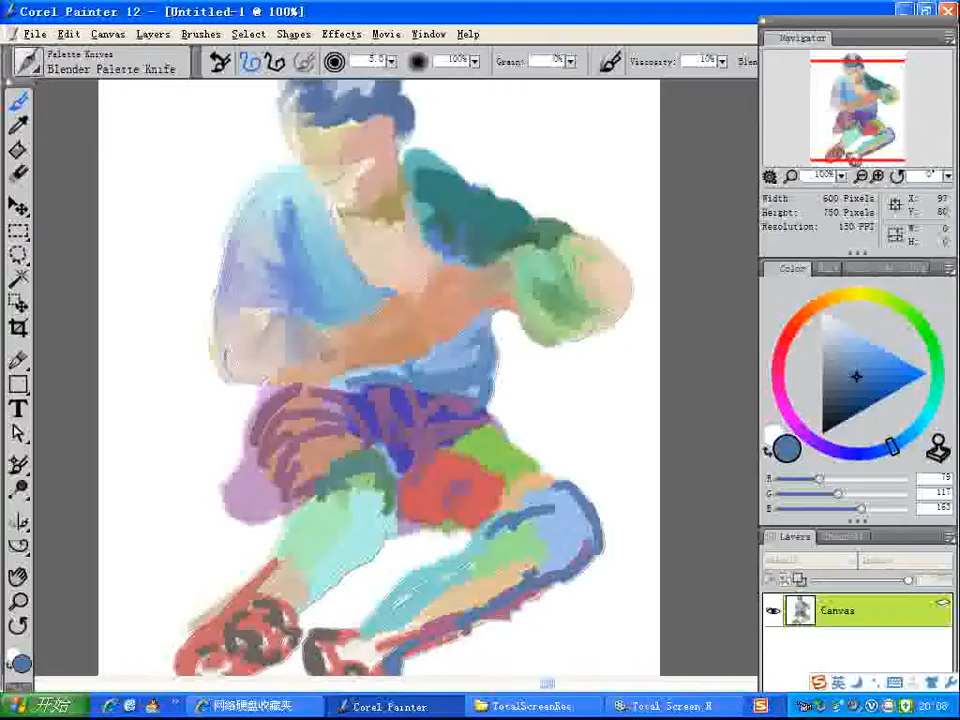 Corel Painter 12 - [Untitled-1 @ 100%]
File Edit Canvas Layers Brushes Select Shapes Effects Movie Window Help
Palette Knives
Blender Palette Knife
5.0
100%
Grain: 0%
Viscosity: 10%
Navigator
100%
0°
Width: 600 Pixels
Height: 750 Pixels
Resolution: 150 PPI
X: 97
Y: 80
W: 0
H: 0
Color
R 79
G 117
B 163
Layers
Canvas
英
开始
网络硬盘收藏夹
Corel Painter
TotalScreenRec
20:08